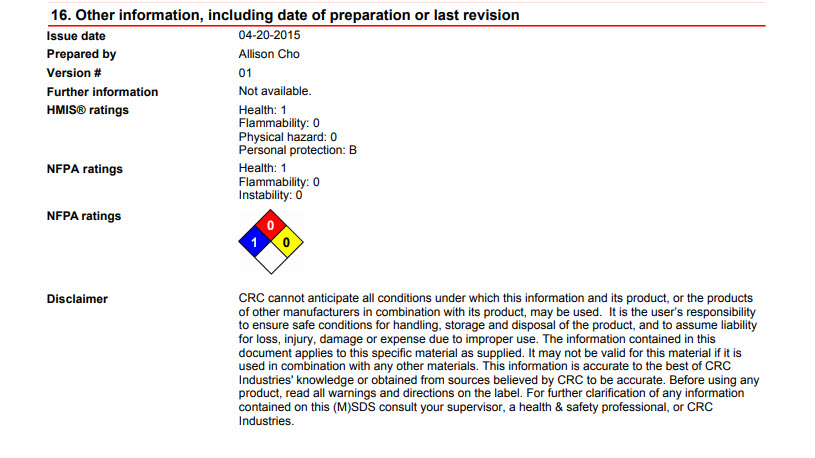 16. Other information, including date of preparation or last revision
Issue date 04-20-2015
Prepared by Allison Cho
Version # 01
Further information Not available.
HMIS® ratings Health: 1
Flammability: 0
Physical hazard: 0
Personal protection: B
NFPA ratings Health: 1
Flammability: 0
Instability: 0
NFPA ratings
0
1 0
Disclaimer CRC cannot anticipate all conditions under which this information and its product, or the products
of other manufacturers in combination with its product, may be used. It is the user's responsibility
to ensure safe conditions for handling, storage and disposal of the product, and to assume liability
for loss, injury, damage or expense due to improper use. The information contained in this
document applies to this specific material as supplied. It may not be valid for this material if it is
used in combination with any other materials. This information is accurate to the best of CRC
Industries' knowledge or obtained from sources believed by CRC to be accurate. Before using any
product, read all warnings and directions on the label. For further clarification of any information
contained on this (M)SDS consult your supervisor, a health & safety professional, or CRC
Industries.